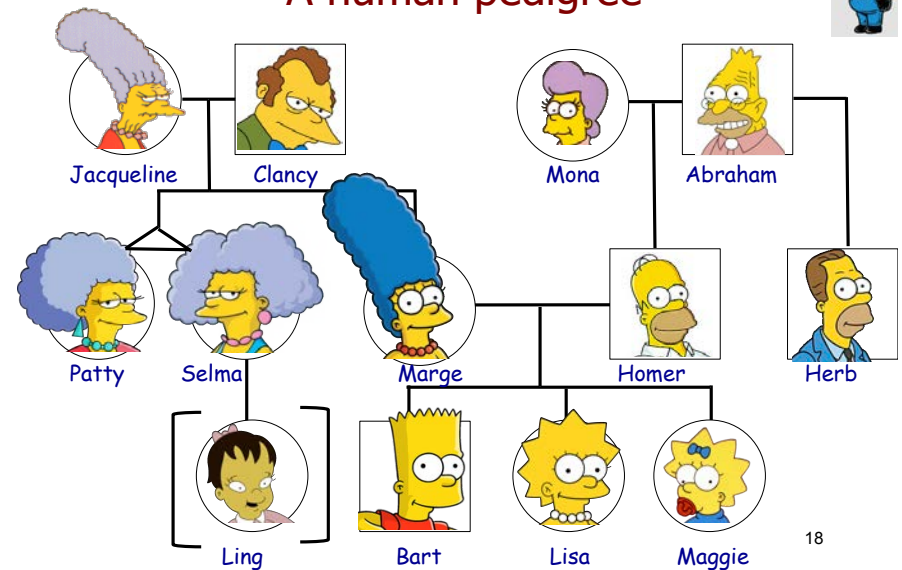 A human pedigree
Jacqueline Clancy Mona Abraham
Patty Selma Marge Homer Herb
Ling Bart Lisa Maggie
18